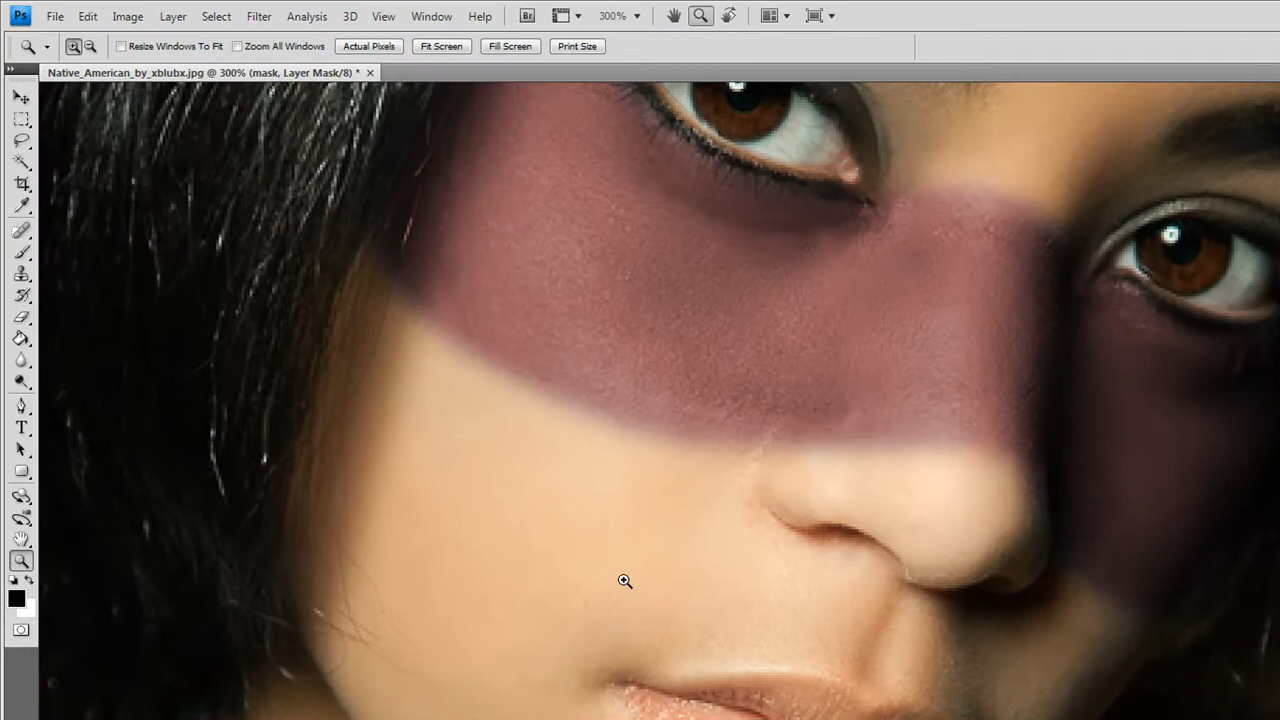 Ps File Edit Image Layer Select Filter Analysis 3D View Window Help Br 300%
Resize Windows To Fit Zoom All Windows Actual Pixels Fit Screen Fill Screen Print Size
Native_American_by_xblubx.jpg @ 300% (mask, Layer Mask/8) * ×
T